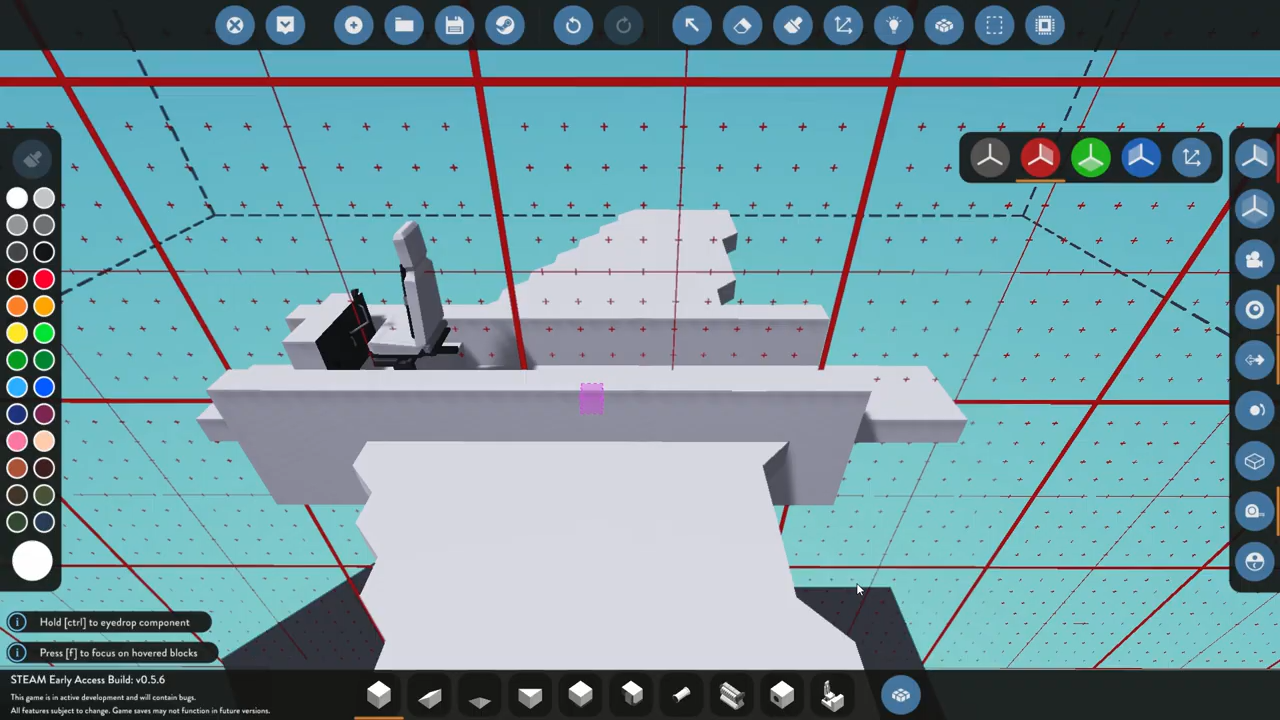 Hold [ctrl] to eyedrop component
Press [f] to focus on hovered blocks
STEAM Early Access Build: v0.5.6
This game is in active development and will contain bugs.
All features subject to change. Game saves may not function in future versions.